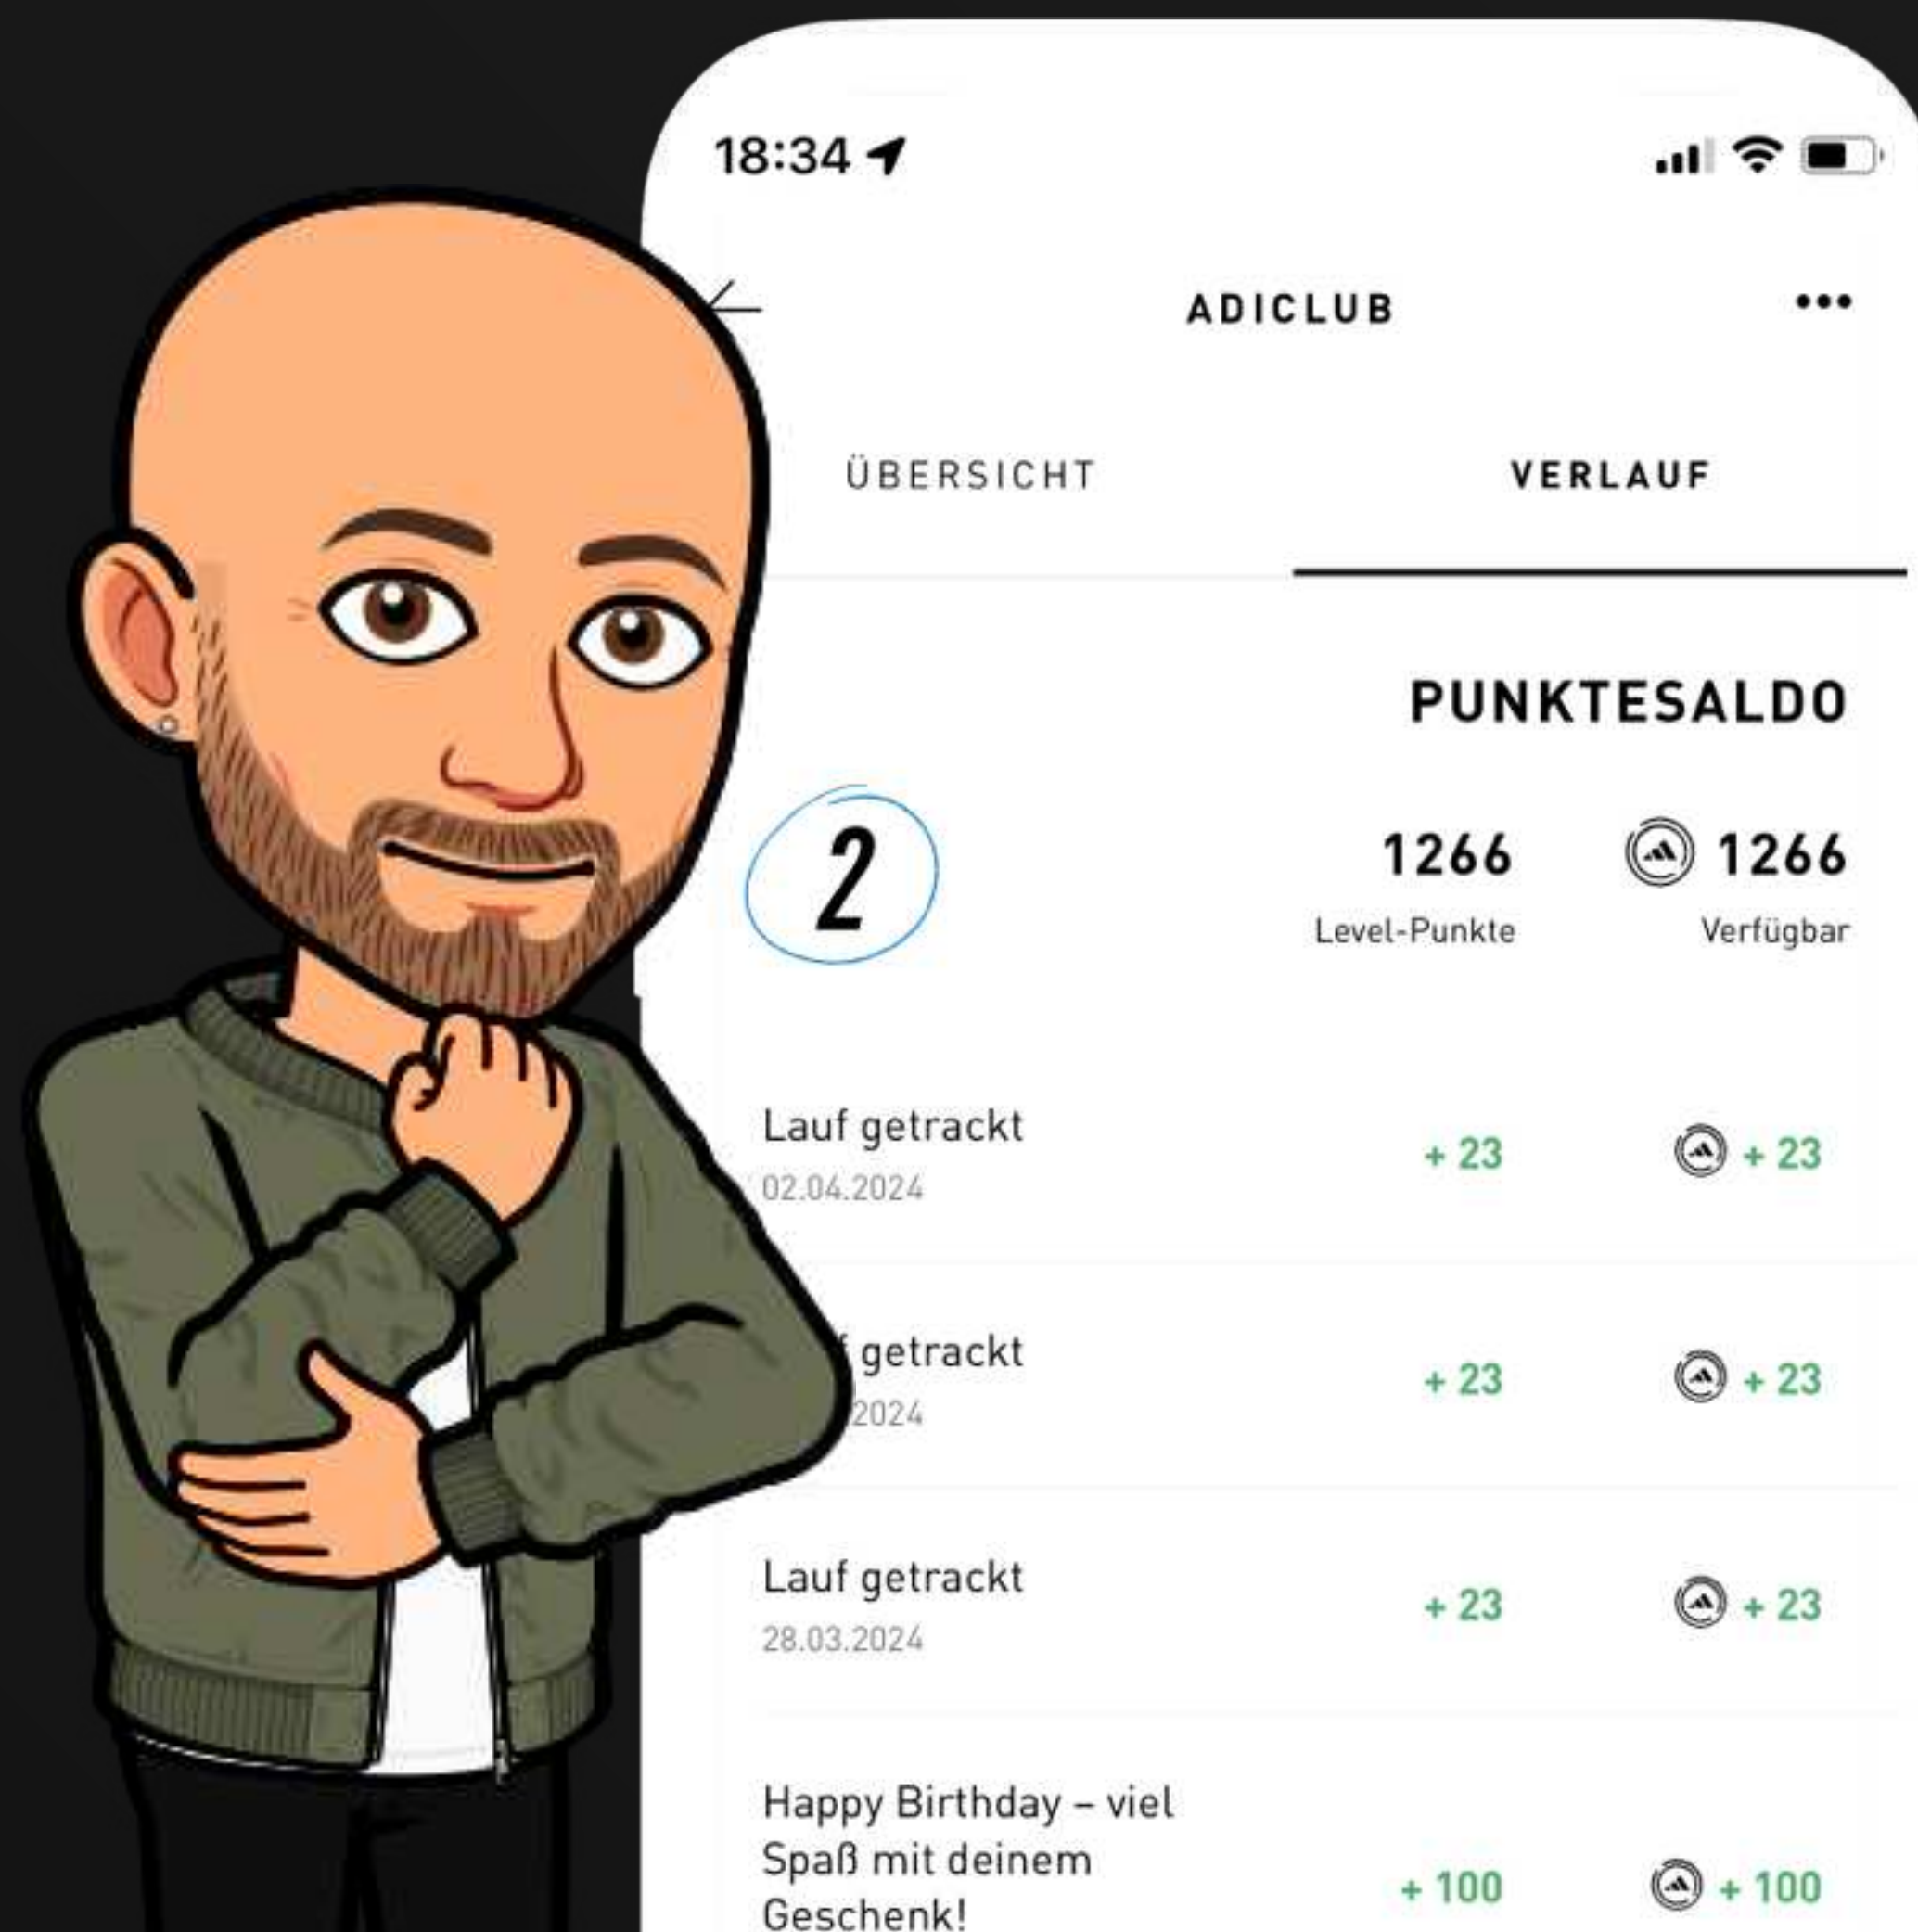 18:34
ADICLUB
ÜBERSICHT VERLAUF
PUNKTESALDO
2 1266 1266
Level-Punkte Verfügbar
Lauf getrackt
+ 23 + 23
02.04.2024
getrackt
+ 23 + 23
2024
Lauf getrackt
+ 23 + 23
28.03.2024
Happy Birthday – viel
Spaß mit deinem
+ 100 + 100
Geschenk!